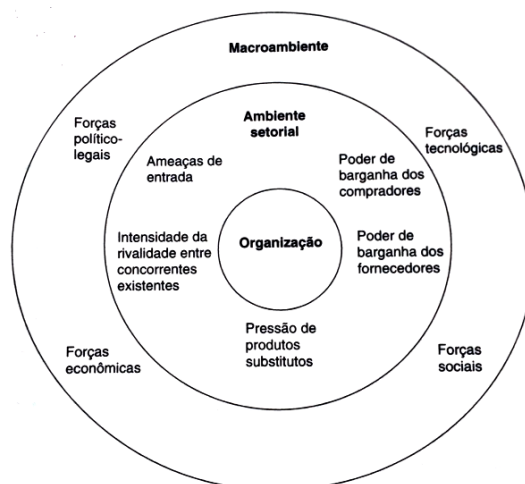 Macroambiente
Forças
político-
legais
Ambiente
setorial
Forças
tecnológicas
Ameaças de
entrada
Poder de
barganha dos
compradores
Intensidade da
rivalidade entre
concorrentes
existentes
Organização
Poder de
barganha dos
fornecedores
Pressão de
produtos
substitutos
Forças
econômicas
Forças
sociais